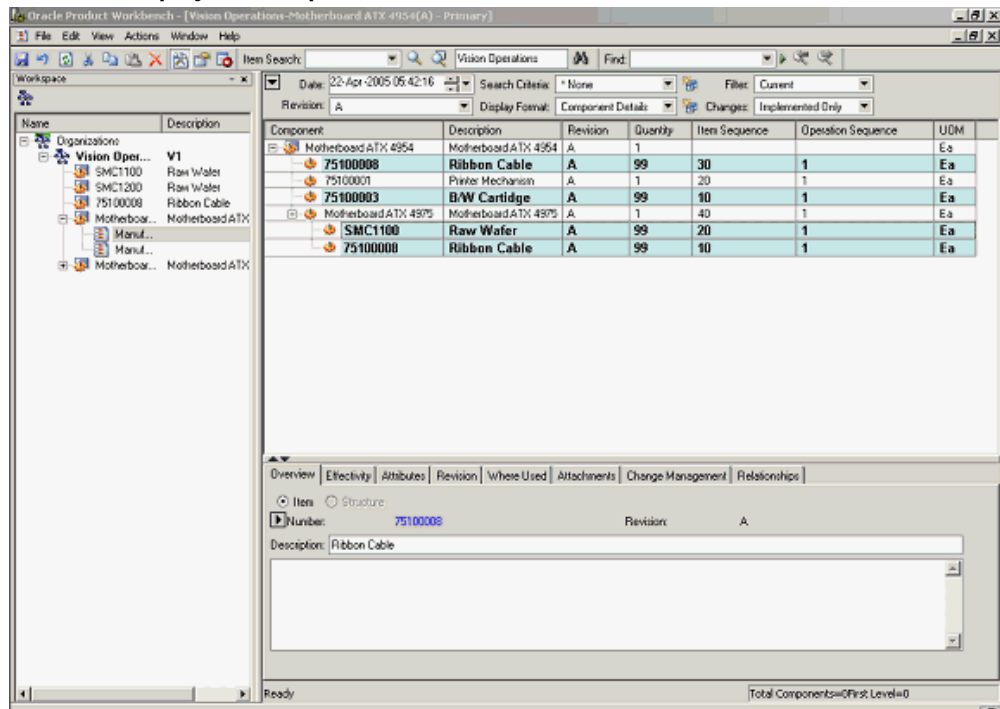 Oracle Product Workbench - [Vision Operations-Motherboard ATX 4954(A) - Primary]
File Edit View Actions Window Help
Item Search: Vision Operations Find:
Workspace
Date: 22-Apr-2005 05:42:16 Search Criteria: * None Filter: Current
Revision: A Display Format: Component Details Changes: Implemented Only
Name Description
Organizations
Vision Oper... V1
SMC1100 Raw Wafer
SMC1200 Raw Wafer
75100008 Ribbon Cable
Motherboar... Motherboard ATX
Manuf...
Manuf...
Motherboar... Motherboard ATX
Component Description Revision Quantity Item Sequence Operation Sequence UOM
Motherboard ATX 4954 Motherboard ATX 4954 A 1 Ea
75100008 Ribbon Cable A 99 30 1 Ea
75100001 Printer Mechanism A 1 20 1 Ea
75100003 B/W Cartidge A 99 10 1 Ea
Motherboard ATX 4975 Motherboard ATX 4975 A 1 40 1 Ea
SMC1100 Raw Wafer A 99 20 1 Ea
75100008 Ribbon Cable A 99 10 1 Ea
Overview Effectivity Attributes Revision Where Used Attachments Change Management Relationships
Item Structure
Number: 75100008 Revision: A
Description: Ribbon Cable
Ready Total Components=0First Level=0